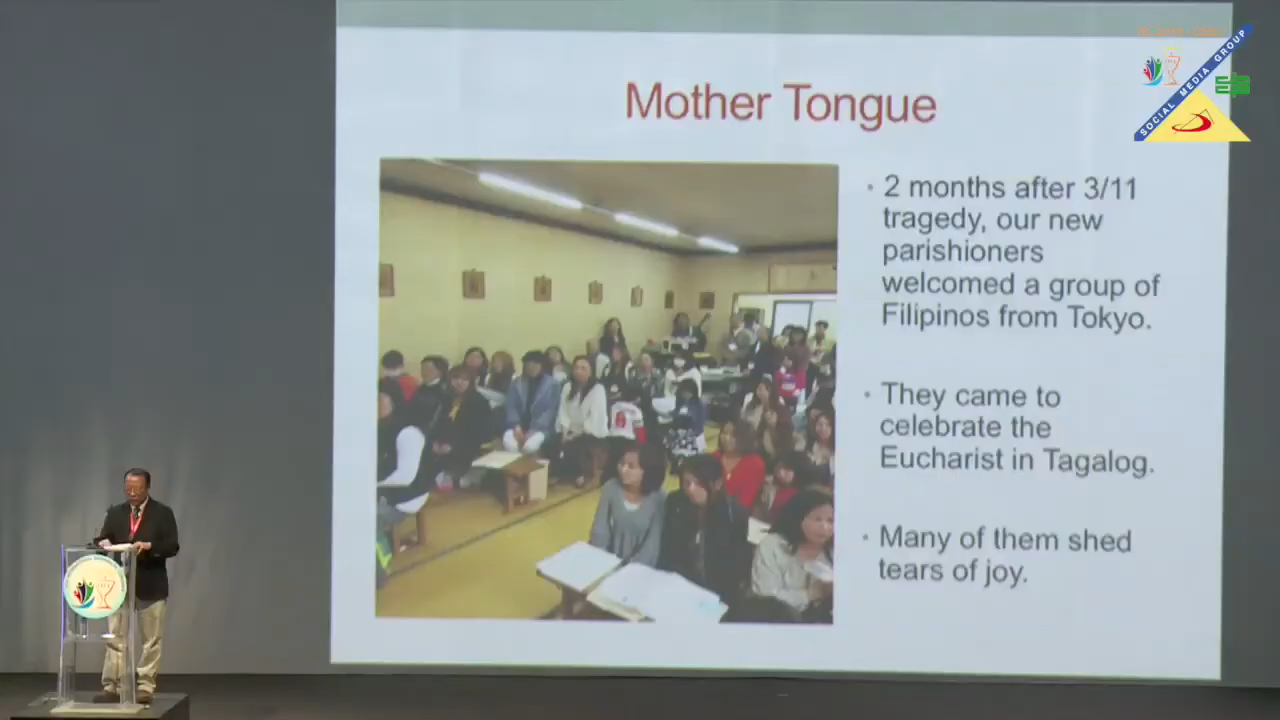 Mother Tongue
SOCIAL MEDIA GROUP
• 2 months after 3/11
tragedy, our new
parishioners
welcomed a group of
Filipinos from Tokyo.
• They came to
celebrate the
Eucharist in Tagalog.
• Many of them shed
tears of joy.